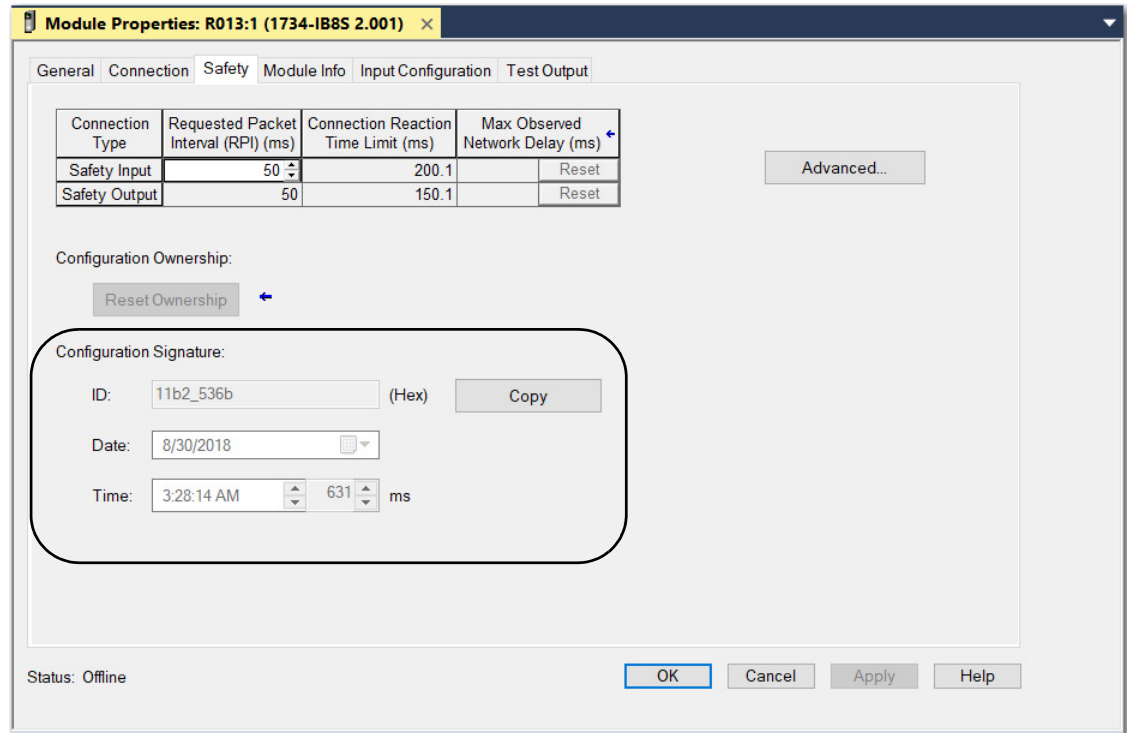 Module Properties: R013:1 (1734-IB8S 2.001) ×
General Connection Safety Module Info Input Configuration Test Output
Connection Type Requested Packet Interval (RPI) (ms) Connection Reaction Time Limit (ms) Max Observed Network Delay (ms)
Safety Input 50 200.1 Reset
Safety Output 50 150.1 Reset
Advanced...
Configuration Ownership:
Reset Ownership
Configuration Signature:
ID: 11b2_536b (Hex) Copy
Date: 8/30/2018
Time: 3:28:14 AM 631 ms
Status: Offline OK Cancel Apply Help